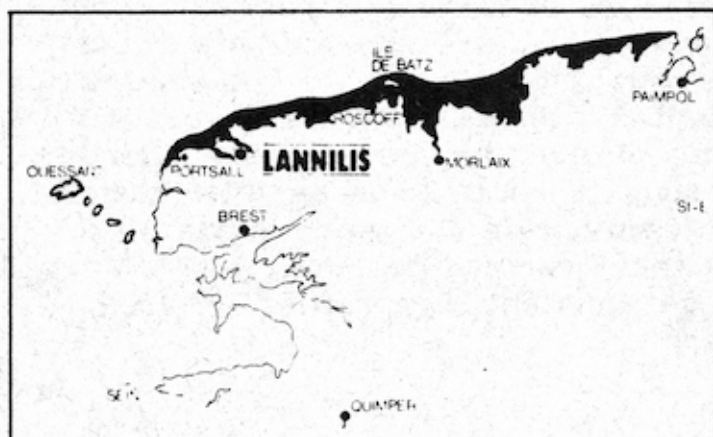 ILE
DE BATZ
PAIMPOL
ROSCOFF
LANNILIS
MORLAIX
PORTSALL
OUESSANT
BREST
QUIMPER